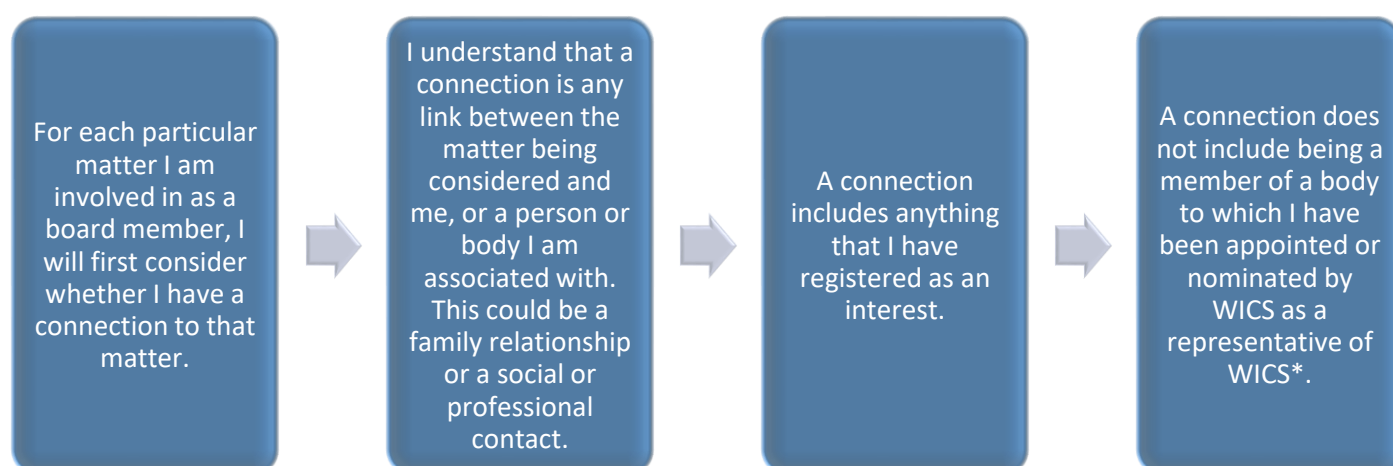 For each particular
matter I am
involved in as a
board member, I
will first consider
whether I have a
connection to that
matter.
I understand that a
connection is any
link between the
matter being
considered and
me, or a person or
body I am
associated with.
This could be a
family relationship
or a social or
professional
contact.
A connection
includes anything
that I have
registered as an
interest.
A connection does
not include being a
member of a body
to which I have
been appointed or
nominated by
WICS as a
representative of
WICS*.